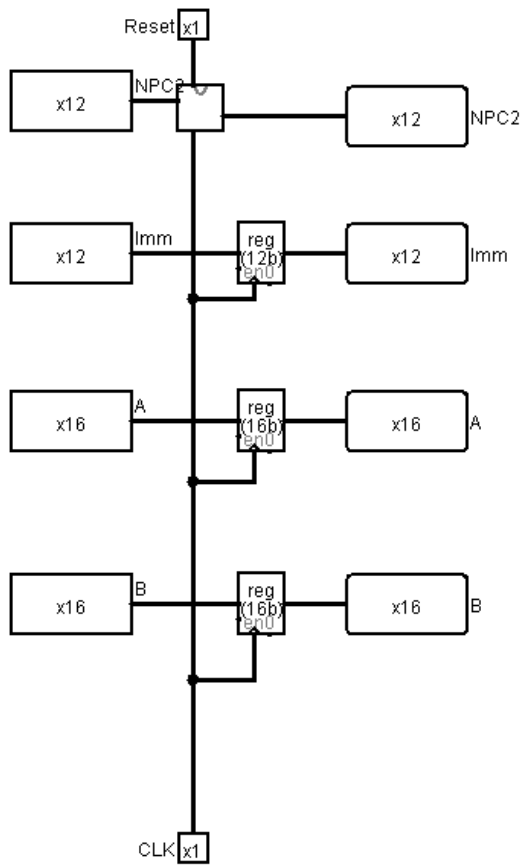 Reset x1
NPC2
x12
x12
NPC2
Imm
x12
reg
(12b)
en0
x12
Imm
A
x16
reg
(16b)
en0
x16
A
B
x16
reg
(16b)
en0
x16
B
CLK x1